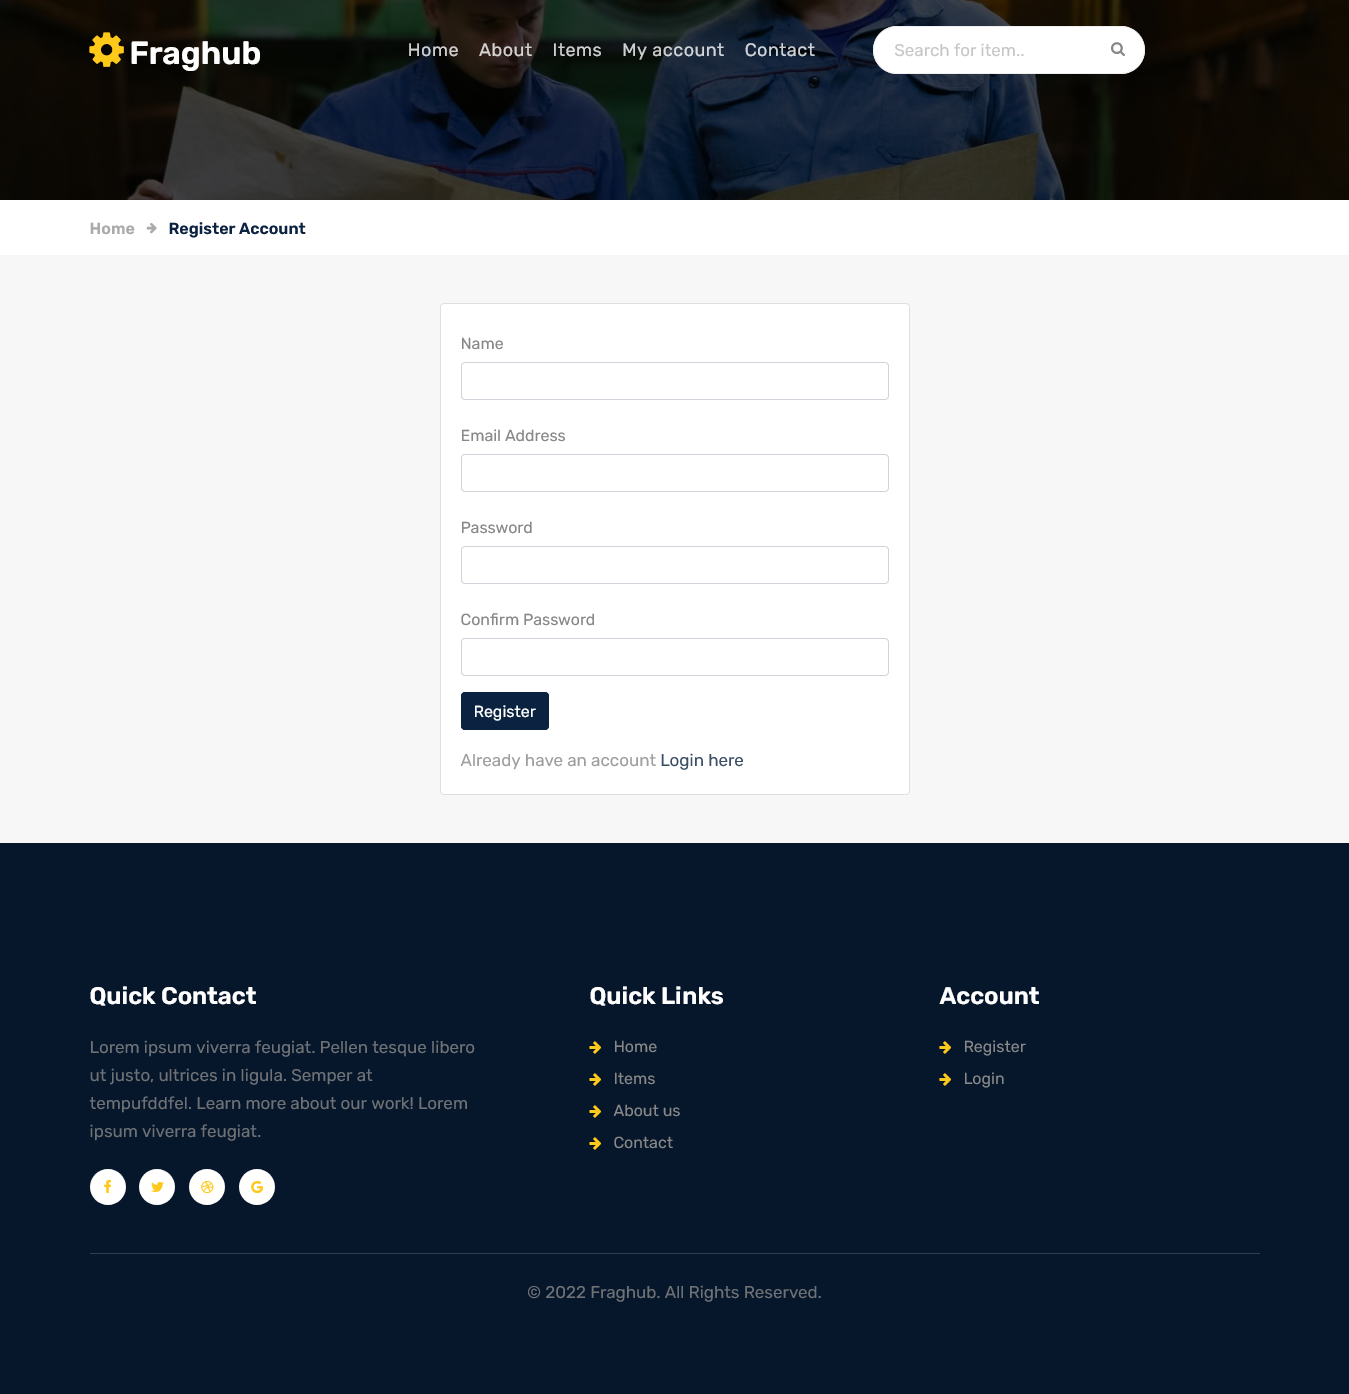 Fraghub
Home About Items My account Contact
Search for item..
Home Register Account
Name
Email Address
Password
Confirm Password
Register
Already have an account Login here
Quick Contact
Lorem ipsum viverra feugiat. Pellen tesque libero
ut justo, ultrices in ligula. Semper at
tempufddfel. Learn more about our work! Lorem
ipsum viverra feugiat.
Quick Links
Home
Items
About us
Contact
Account
Register
Login
© 2022 Fraghub. All Rights Reserved.